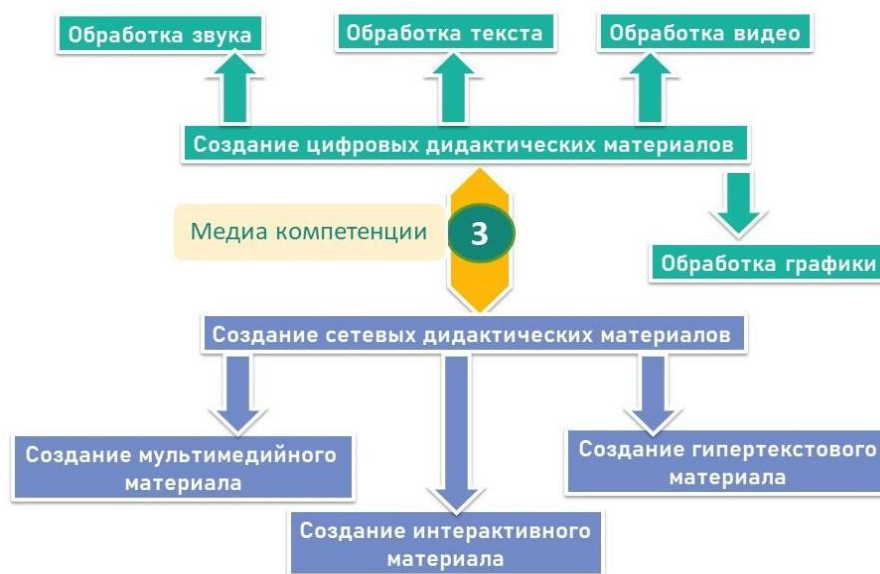 Обработка звука
Обработка текста
Обработка видео
Создание цифровых дидактических материалов
Медиа компетенции
3
Обработка графики
Создание сетевых дидактических материалов
Создание мультимедийного
материала
Создание гипертекстового
материала
Создание интерактивного
материала